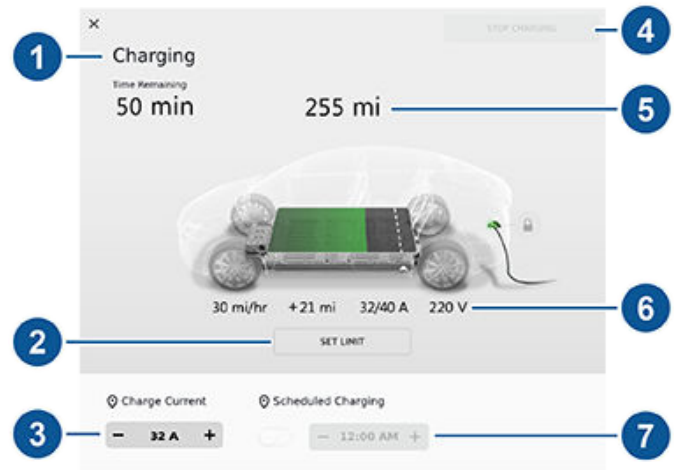 ×
STOP CHARGING
4
1
Charging
Time Remaining
50 min
255 mi
5
30 mi/hr +21 mi 32/40 A 220 V
6
2
SET LIMIT
Charge Current
Scheduled Charging
3
− 32 A +
− 12:00 AM +
7